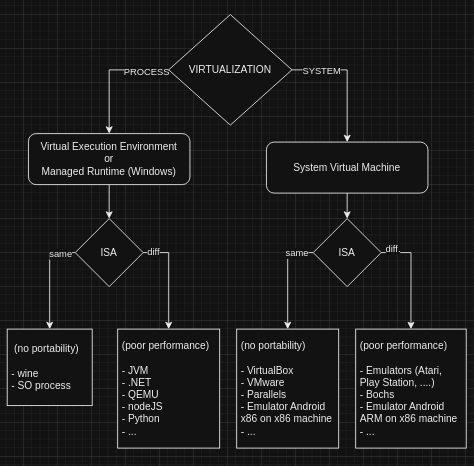 VIRTUALIZATION
PROCESS
SYSTEM
Virtual Execution Environment
or
Managed Runtime (Windows)
System Virtual Machine
ISA
same
diff
ISA
same
diff.
(no portability)
- wine
- SO process
(poor performance)
- JVM
- .NET
- QEMU
- nodeJS
- Python
- ...
(no portability)
- VirtualBox
- VMware
- Parallels
- Emulator Android
x86 on x86 machine
- ...
(poor performance)
- Emulators (Atari,
Play Station, ....)
- Bochs
- Emulator Android
ARM on x86 machine
- ...